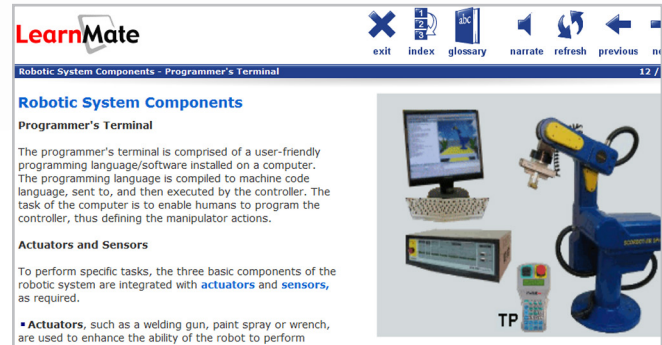 LearnMate
1
2
3
abc
exit index glossary narrate refresh previous
Robotic System Components - Programmer's Terminal 12 /
Robotic System Components
Programmer's Terminal
The programmer's terminal is comprised of a user-friendly
programming language/software installed on a computer.
The programming language is compiled to machine code
language, sent to, and then executed by the controller. The
task of the computer is to enable humans to program the
controller, thus defining the manipulator actions.
Actuators and Sensors
To perform specific tasks, the three basic components of the
robotic system are integrated with actuators and sensors,
as required.
▪ Actuators, such as a welding gun, paint spray or wrench,
are used to enhance the ability of the robot to perform
TP